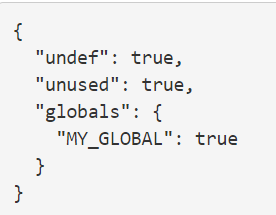 {
  "undef": true,
  "unused": true,
  "globals": {
    "MY_GLOBAL": true
  }
}